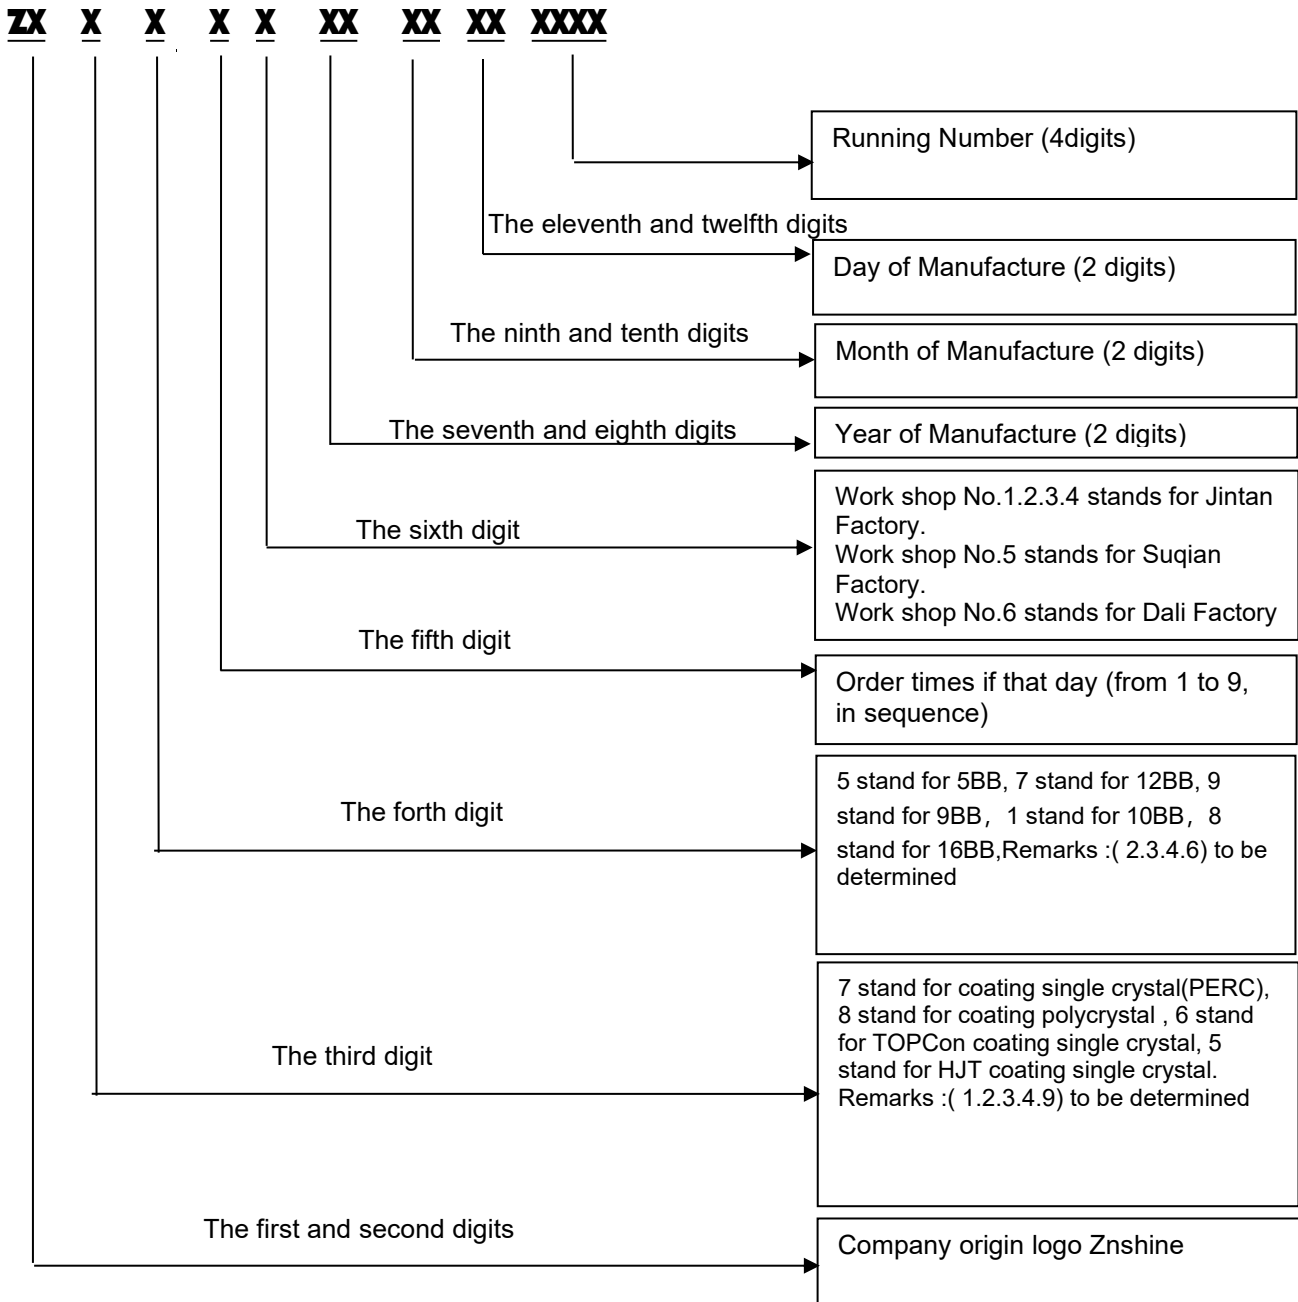 ZX X X X X XX XX XX XXXX
Running Number (4digits)
The eleventh and twelfth digits
Day of Manufacture (2 digits)
The ninth and tenth digits
Month of Manufacture (2 digits)
The seventh and eighth digits
Year of Manufacture (2 digits)
Work shop No.1.2.3.4 stands for Jintan
Factory.
Work shop No.5 stands for Suqian
Factory.
Work shop No.6 stands for Dali Factory
The sixth digit
The fifth digit
Order times if that day (from 1 to 9,
in sequence)
5 stand for 5BB, 7 stand for 12BB, 9
stand for 9BB，1 stand for 10BB，8
stand for 16BB,Remarks :( 2.3.4.6) to be
determined
The forth digit
7 stand for coating single crystal(PERC),
8 stand for coating polycrystal , 6 stand
for TOPCon coating single crystal, 5
stand for HJT coating single crystal.
Remarks :( 1.2.3.4.9) to be determined
The third digit
The first and second digits
Company origin logo Znshine